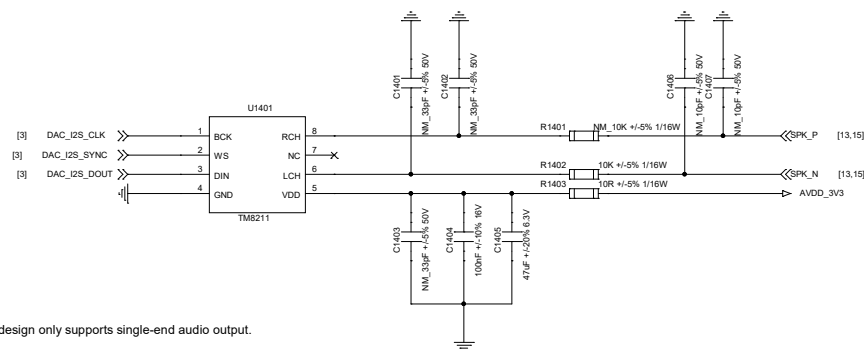 C1401
NM_33pF +/-5% 50V
C1402
NM_33pF +/-5% 50V
C1406
NM_10pF +/-5% 50V
C1407
NM_10pF +/-5% 50V
U1401
[3] DAC_I2S_CLK 1 BCK RCH 8 R1401 NM_10K +/-5% 1/16W SPK_P [13,15]
[3] DAC_I2S_SYNC 2 WS NC 7
[3] DAC_I2S_DOUT 3 DIN LCH 6 R1402 10K +/-5% 1/16W SPK_N [13,15]
4 GND VDD 5 R1403 10R +/-5% 1/16W AVDD_3V3
TM8211
C1403
NM_33pF +/-5% 50V
C1404
100nF +/-10% 16V
C1405
47uF +/-20% 6.3V
design only supports single-end audio output.